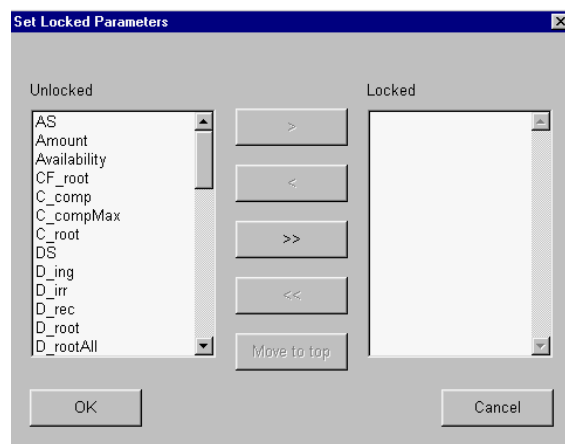 Set Locked Parameters
Unlocked
Locked
AS
Amount
Availability
CF_root
C_comp
C_compMax
C_root
DS
D_ing
D_irr
D_rec
D_root
D_rootAll
>
<
>>
<<
Move to top
OK
Cancel